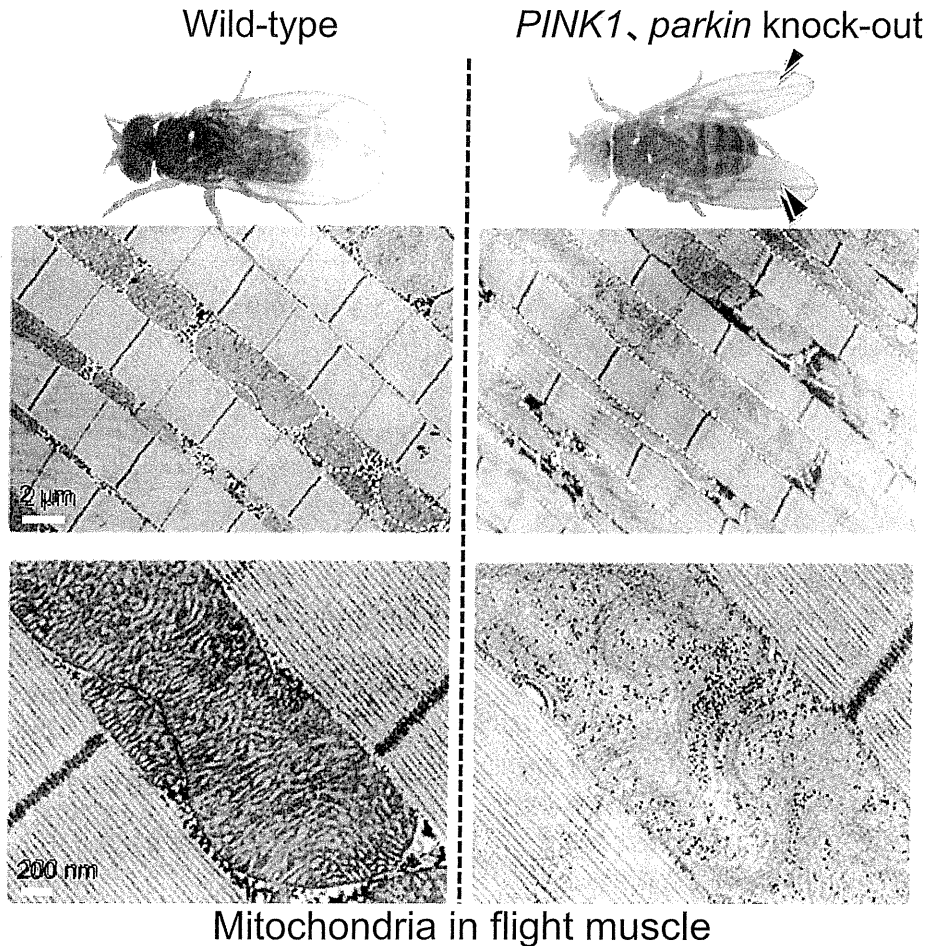 Wild-type
PINK1、parkin knock-out
2 μm
200 nm
Mitochondria in flight muscle